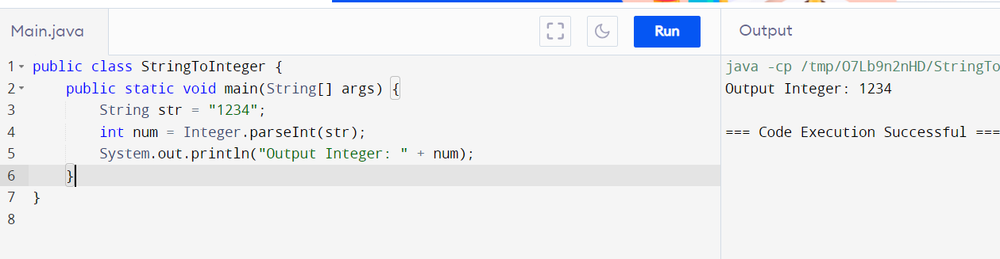 Main.java
Run
Output
1 public class StringToInteger {
2     public static void main(String[] args) {
3         String str = "1234";
4         int num = Integer.parseInt(str);
5         System.out.println("Output Integer: " + num);
6     }
7 }
8
java -cp /tmp/O7Lb9n2nHD/StringTo
Output Integer: 1234
=== Code Execution Successful ===